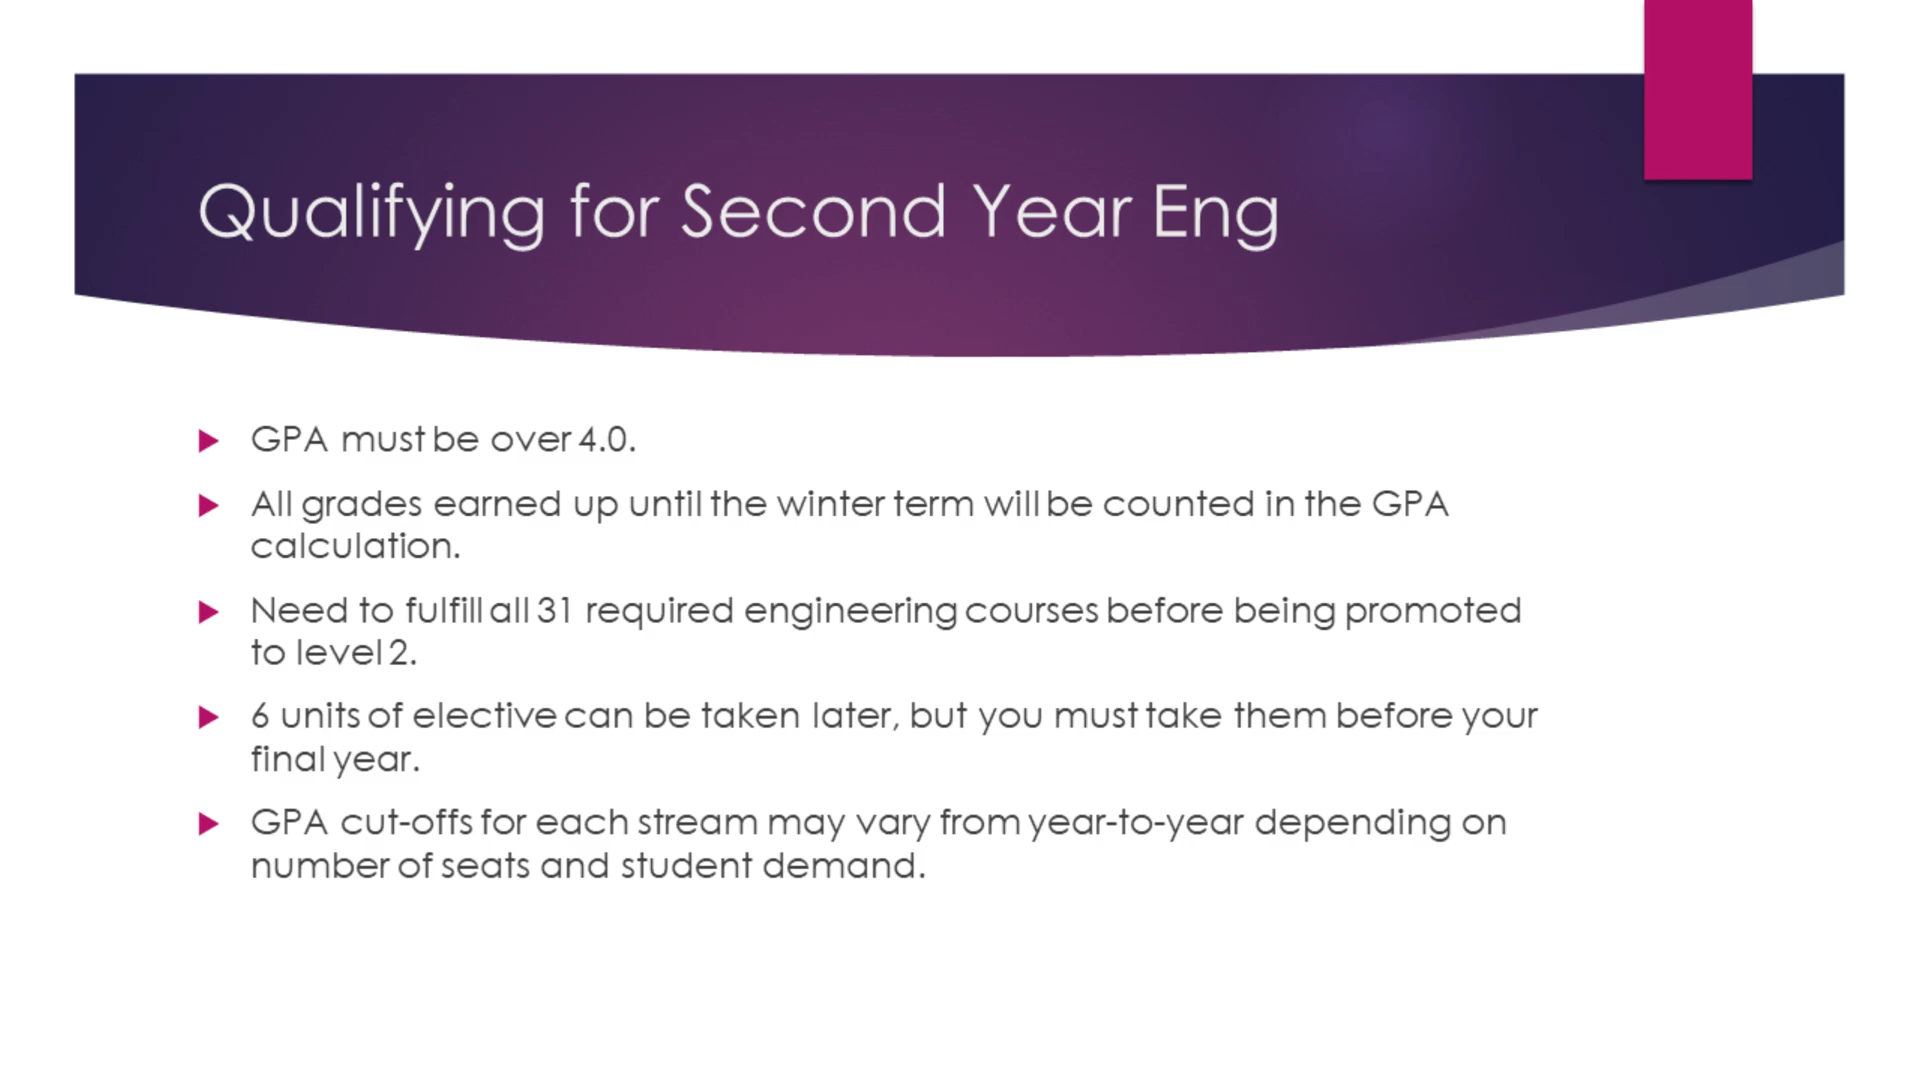 Qualifying for Second Year Eng
GPA must be over 4.0.
All grades earned up until the winter term will be counted in the GPA
calculation.
Need to fulfill all 31 required engineering courses before being promoted
to level 2.
6 units of elective can be taken later, but you must take them before your
final year.
GPA cut-offs for each stream may vary from year-to-year depending on
number of seats and student demand.